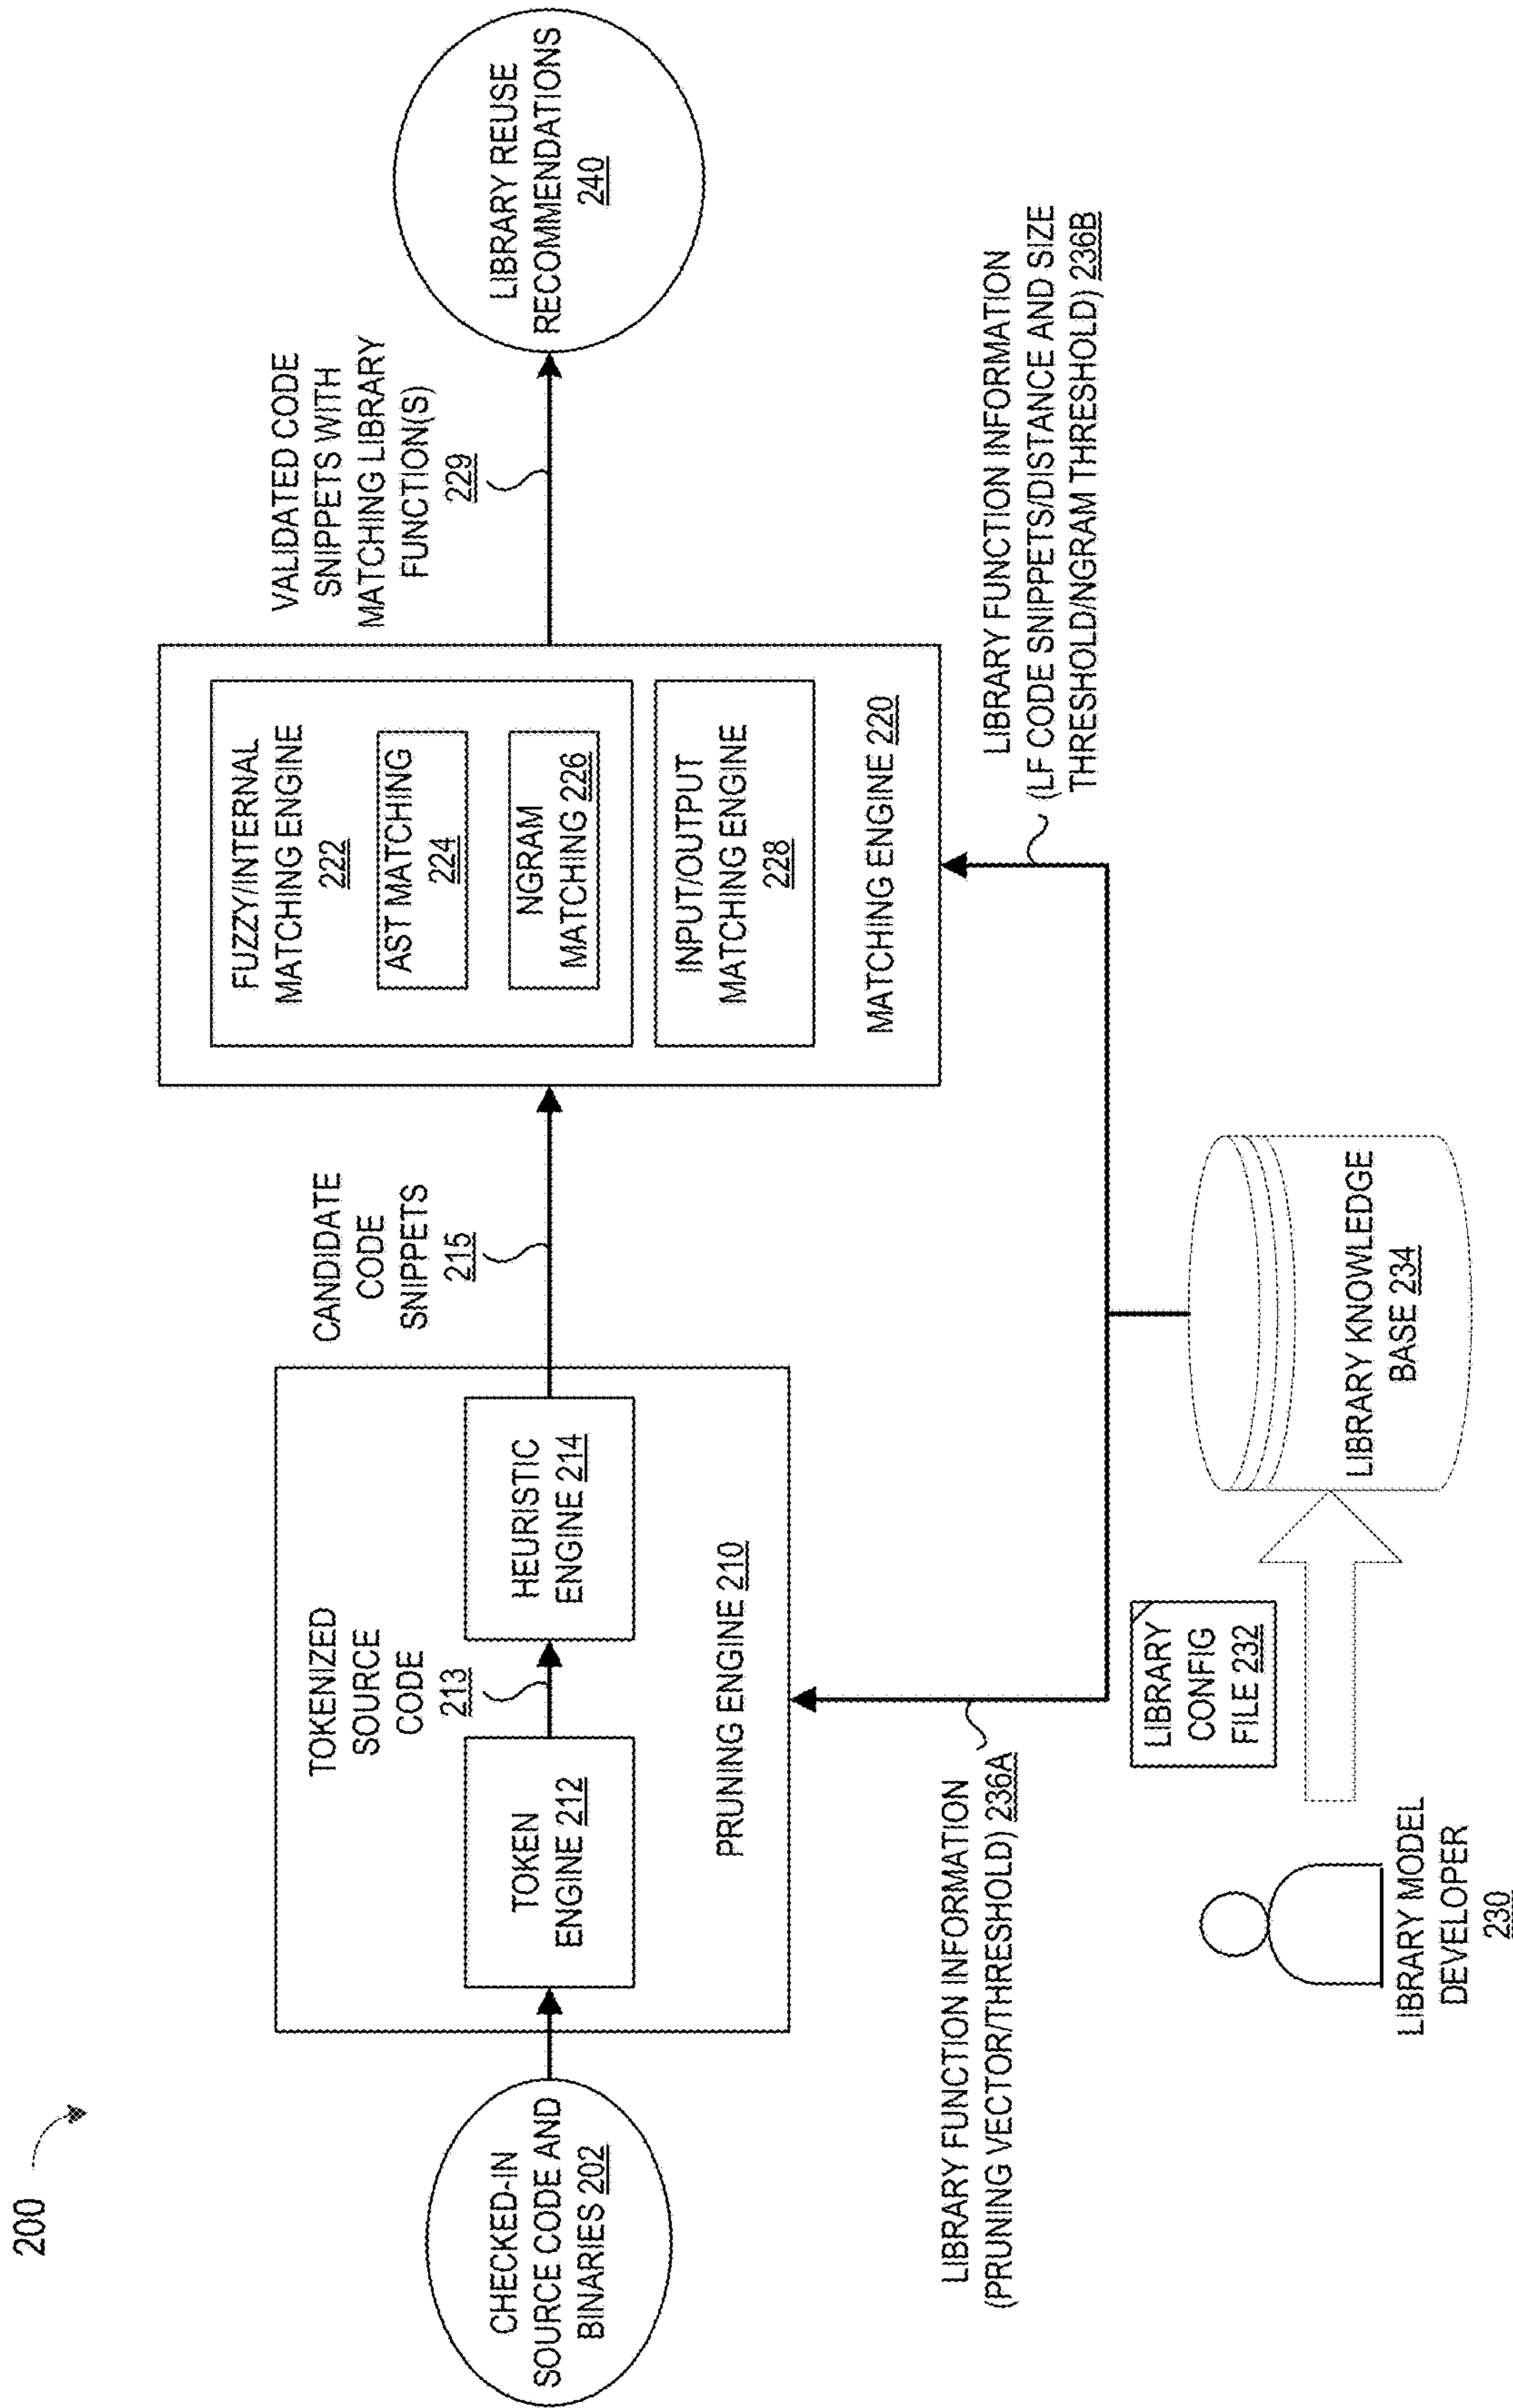 200
CHECKED-IN
SOURCE CODE AND
BINARIES 202
TOKENIZED
SOURCE
CODE
213
TOKEN
ENGINE 212
HEURISTIC
ENGINE 214
PRUNING ENGINE 210
CANDIDATE
CODE
SNIPPETS
215
FUZZY/INTERNAL
MATCHING ENGINE
222
AST MATCHING
224
NGRAM
MATCHING 226
INPUT/OUTPUT
MATCHING ENGINE
228
MATCHING ENGINE 220
VALIDATED CODE
SNIPPETS WITH
MATCHING LIBRARY
FUNCTION(S)
229
LIBRARY REUSE
RECOMMENDATIONS
240
LIBRARY FUNCTION INFORMATION
(PRUNING VECTOR/THRESHOLD) 236A
LIBRARY FUNCTION INFORMATION
(LF CODE SNIPPETS/DISTANCE AND SIZE
THRESHOLD/NGRAM THRESHOLD) 236B
LIBRARY
CONFIG
FILE 232
LIBRARY MODEL
DEVELOPER
230
LIBRARY KNOWLEDGE
BASE 234